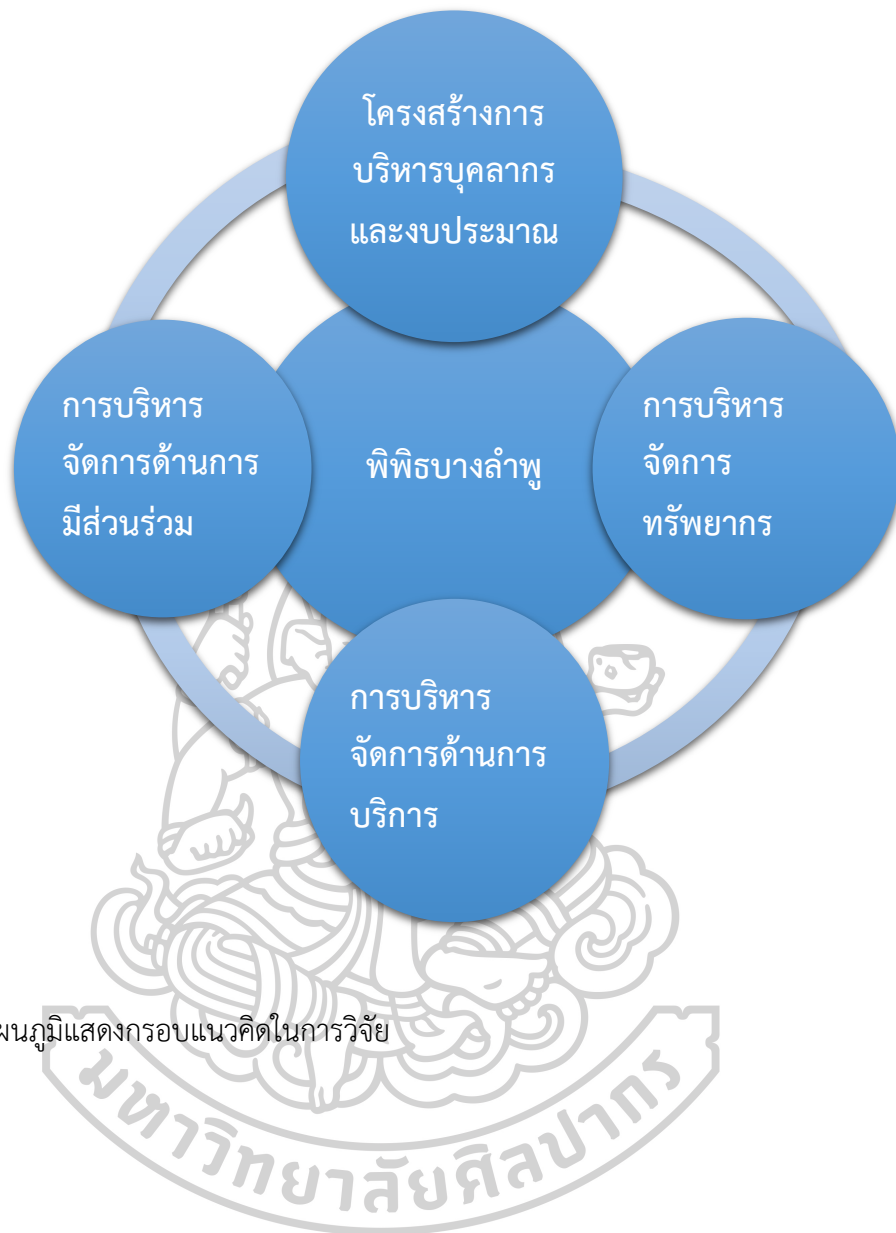 โครงสร้างการ
บริหารบุคลากร
และงบประมาณ
การบริหาร
จัดการด้านการ
มีส่วนร่วม
พิพิธบางลำพู
การบริหาร
จัดการ
ทรัพยากร
การบริหาร
จัดการด้านการ
บริการ
ผนภูมิแสดงกรอบแนวคิดในการวิจัย
มหาวิทยาลัยศิลปากร